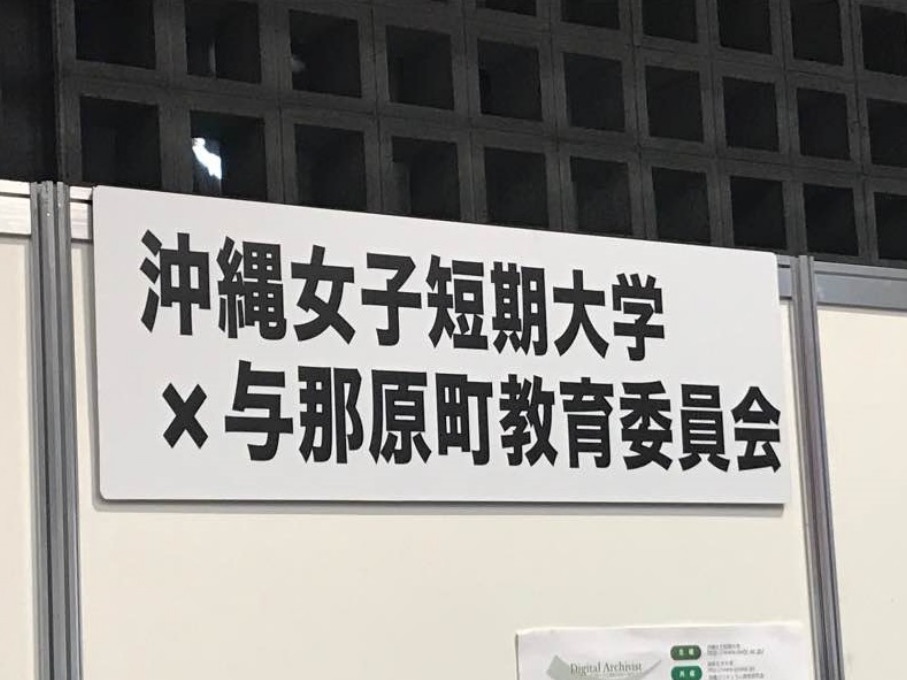 沖縄女子短期大学
×与那原町教育委員会
Digital Archivist